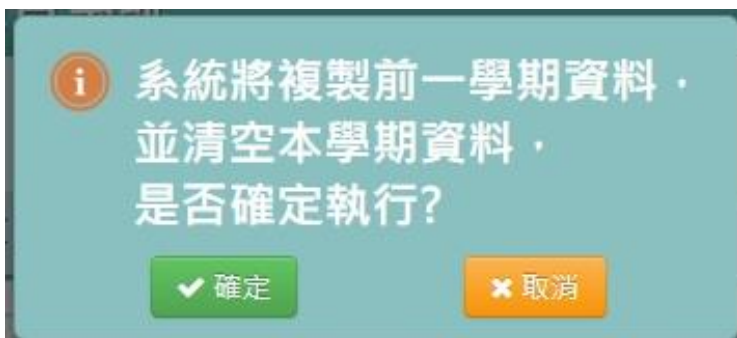 系統將複製前一學期資料，
並清空本學期資料，
是否確定執行?
確定
取消